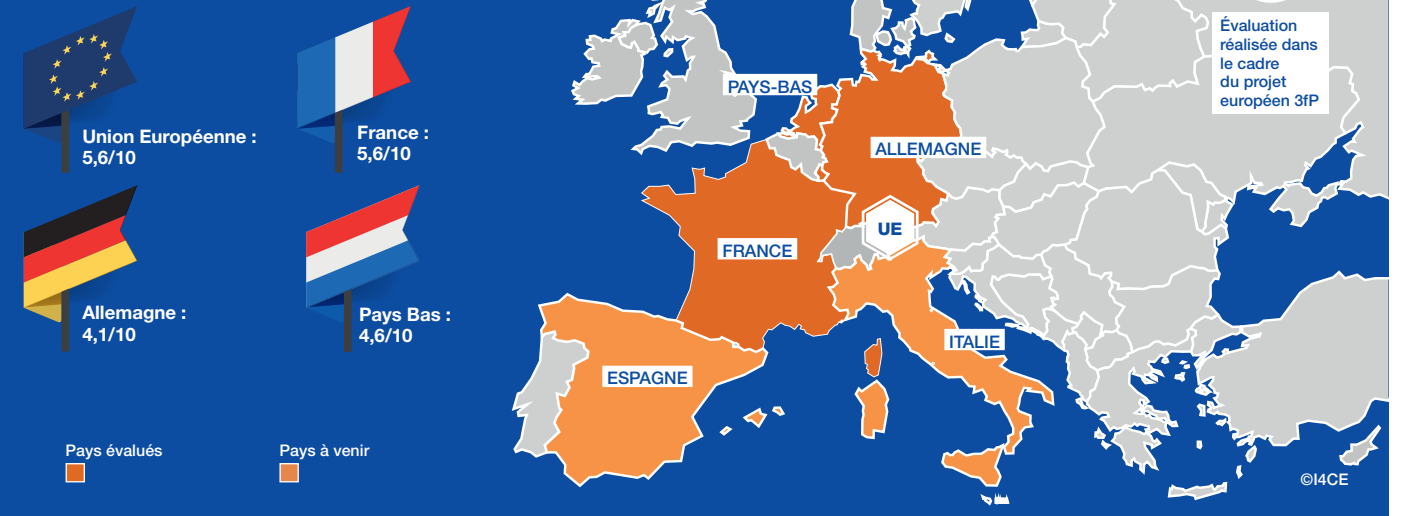 Union Européenne :
5,6/10
France :
5,6/10
Allemagne :
4,1/10
Pays Bas :
4,6/10
Pays évalués
Pays à venir
Évaluation
réalisée dans
le cadre
du projet
européen 3fP
PAYS-BAS
ALLEMAGNE
UE
FRANCE
ITALIE
ESPAGNE
©I4CE